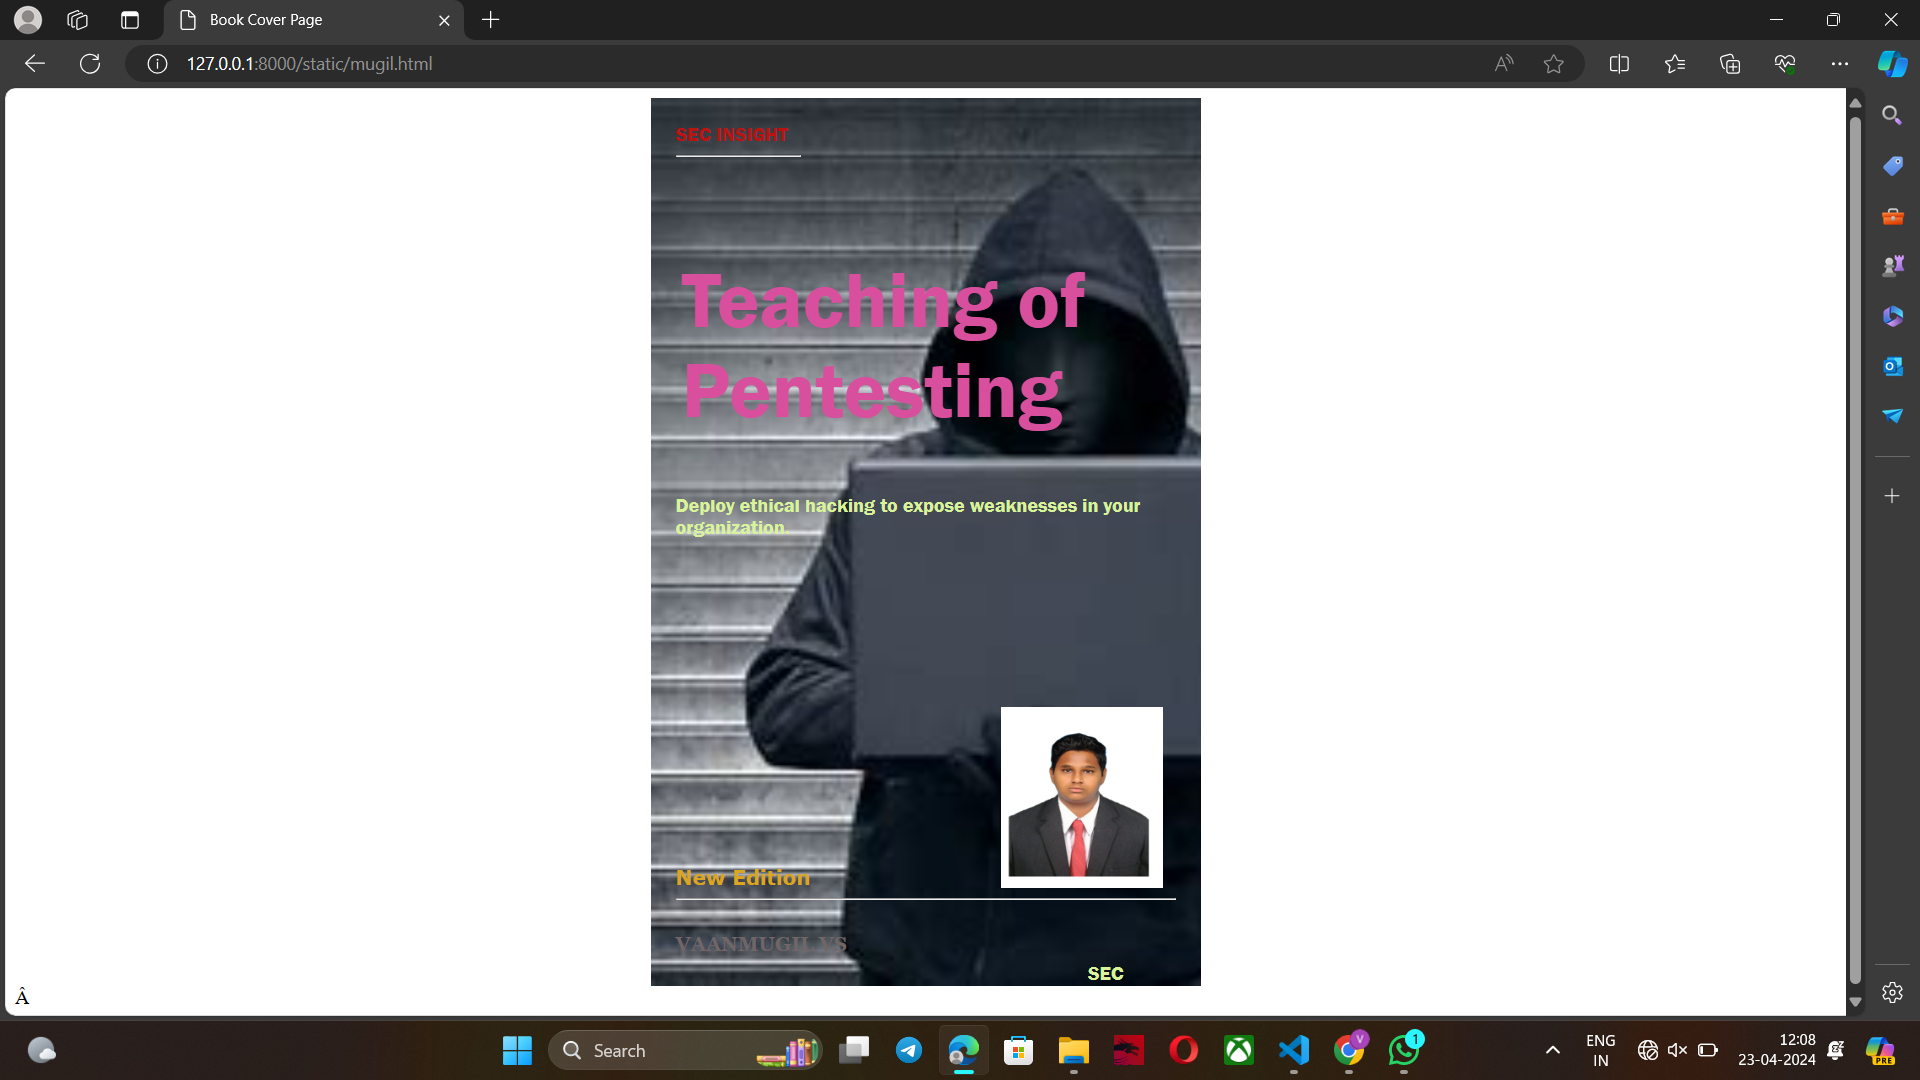 Book Cover Page
127.0.0.1:8000/static/mugil.html
SEC INSIGHT
Teaching of
Pentesting
Deploy ethical hacking to expose weaknesses in your
organization.
New Edition
VAANMUGIL VS
SEC
Â
Search
V
1
ENG
IN
12:08
23-04-2024
PRE